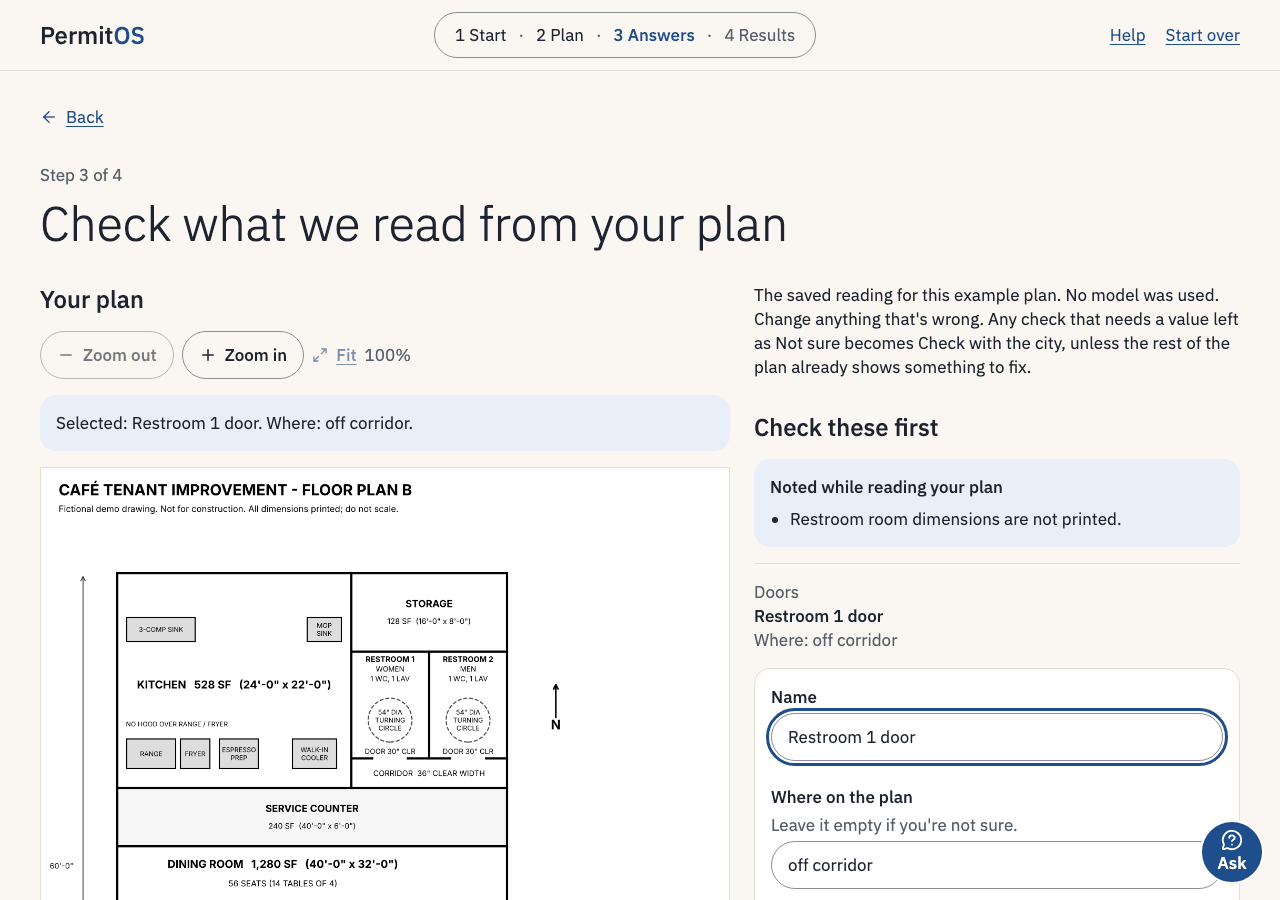 PermitOS
1 Start · 2 Plan · 3 Answers · 4 Results
Help
Start over
Back
Step 3 of 4
Check what we read from your plan
Your plan
Zoom out
Zoom in
Fit
100%
Selected: Restroom 1 door. Where: off corridor.
CAFÉ TENANT IMPROVEMENT - FLOOR PLAN B
Fictional demo drawing. Not for construction. All dimensions printed; do not scale.
STORAGE
128 SF (16'-0" x 8'-0")
3-COMP SINK
MOP
SINK
RESTROOM 1
WOMEN
1 WC, 1 LAV
RESTROOM 2
MEN
1 WC, 1 LAV
KITCHEN 528 SF (24'-0" x 22'-0")
54" DIA
TURNING
CIRCLE
54" DIA
TURNING
CIRCLE
N
NO HOOD OVER RANGE / FRYER
RANGE
FRYER
ESPRESSO
PREP
WALK-IN
COOLER
DOOR 30" CLR
DOOR 30" CLR
CORRIDOR 36" CLEAR WIDTH
SERVICE COUNTER
240 SF (40'-0" x 6'-0")
60'-0"
DINING ROOM 1,280 SF (40'-0" x 32'-0")
56 SEATS (14 TABLES OF 4)
The saved reading for this example plan. No model was used.
Change anything that's wrong. Any check that needs a value left
as Not sure becomes Check with the city, unless the rest of the
plan already shows something to fix.
Check these first
Noted while reading your plan
• Restroom room dimensions are not printed.
Doors
Restroom 1 door
Where: off corridor
Name
Restroom 1 door
Where on the plan
Leave it empty if you're not sure.
off corridor
Ask